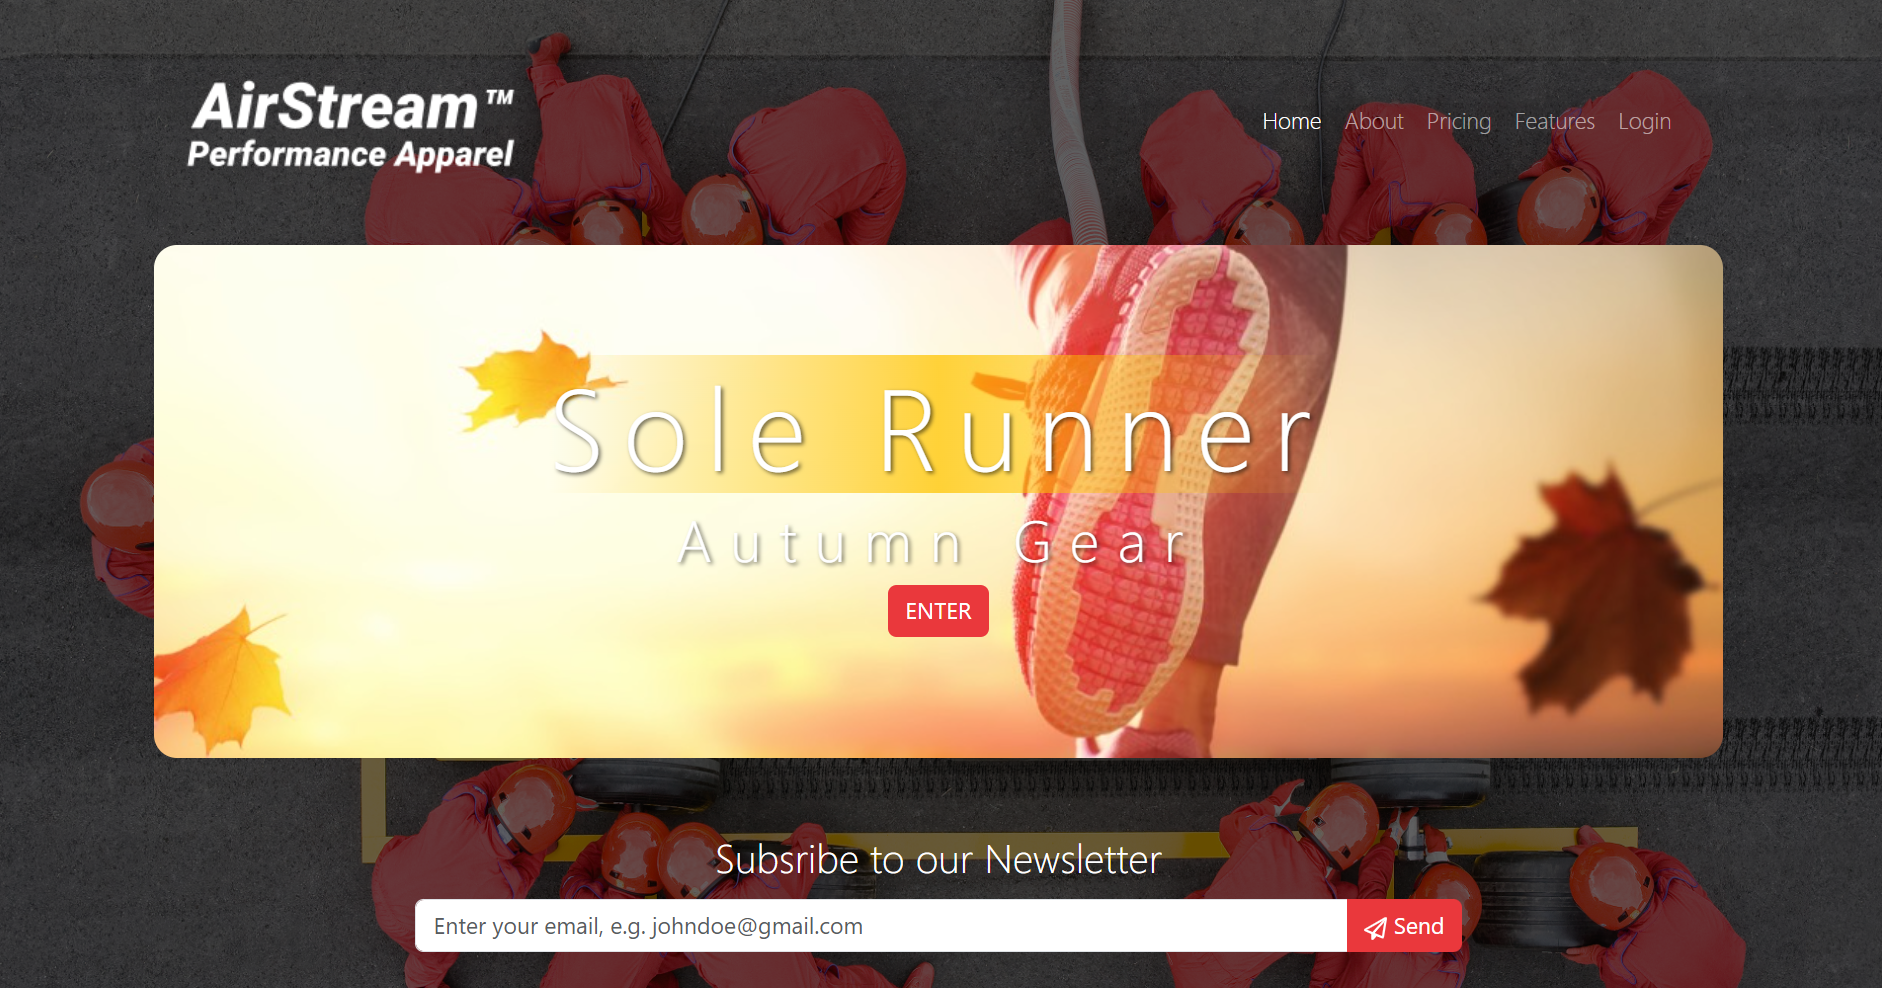 AirStream™
Performance Apparel
Home About Pricing Features Login
Sole Runner
Autumn Gear
ENTER
Subsribe to our Newsletter
Enter your email, e.g. johndoe@gmail.com
Send